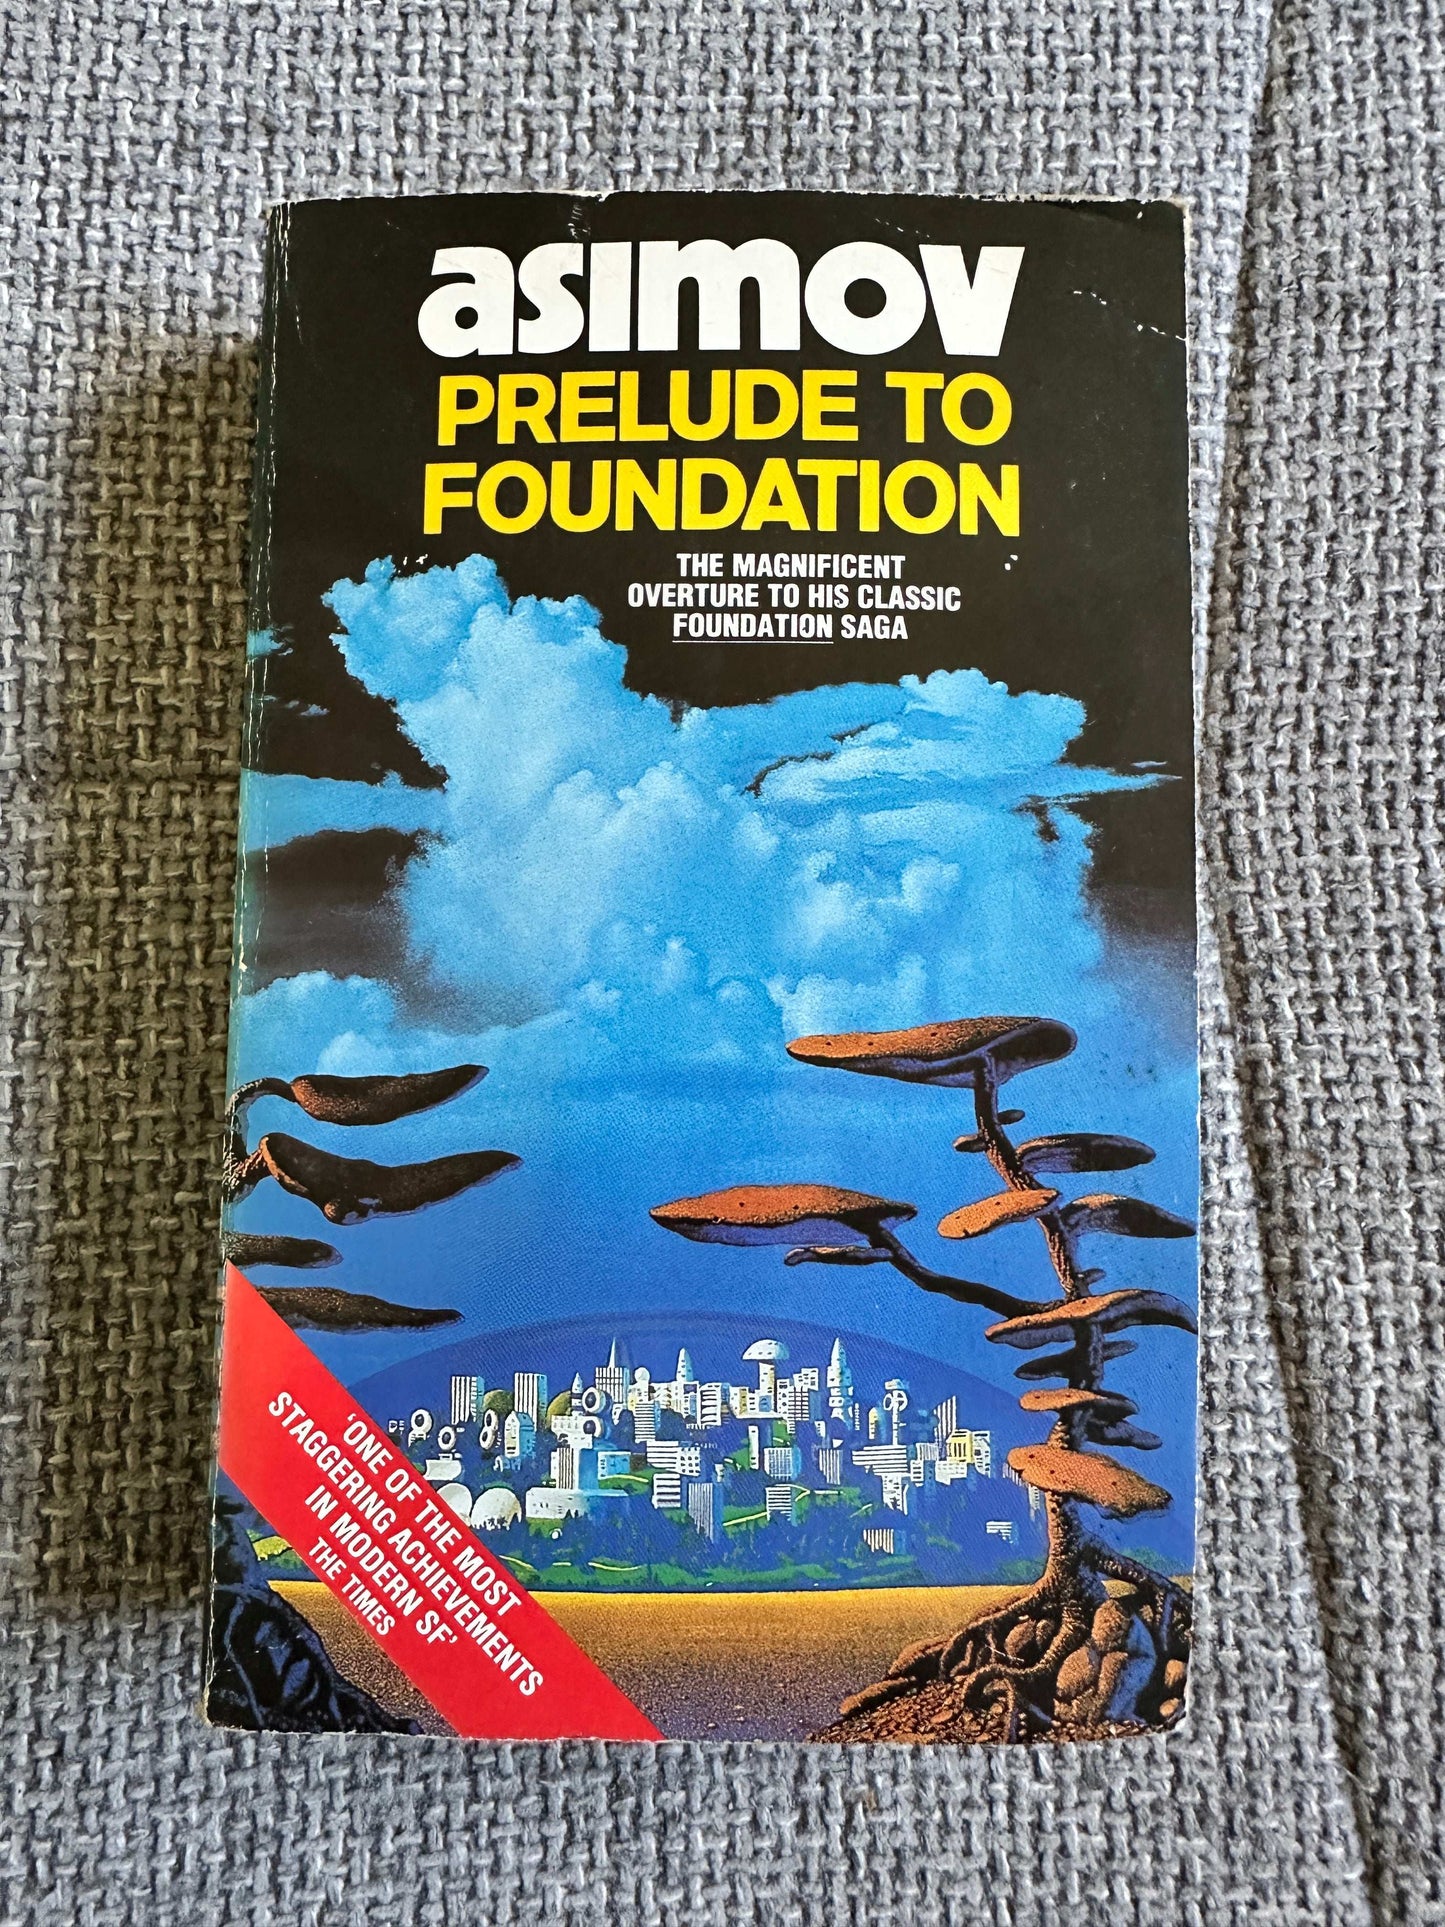 asimov
PRELUDE TO
FOUNDATION
THE MAGNIFICENT
OVERTURE TO HIS CLASSIC
FOUNDATION SAGA
'ONE OF THE MOST
STAGGERING ACHIEVEMENTS
IN MODERN SF'
THE TIMES